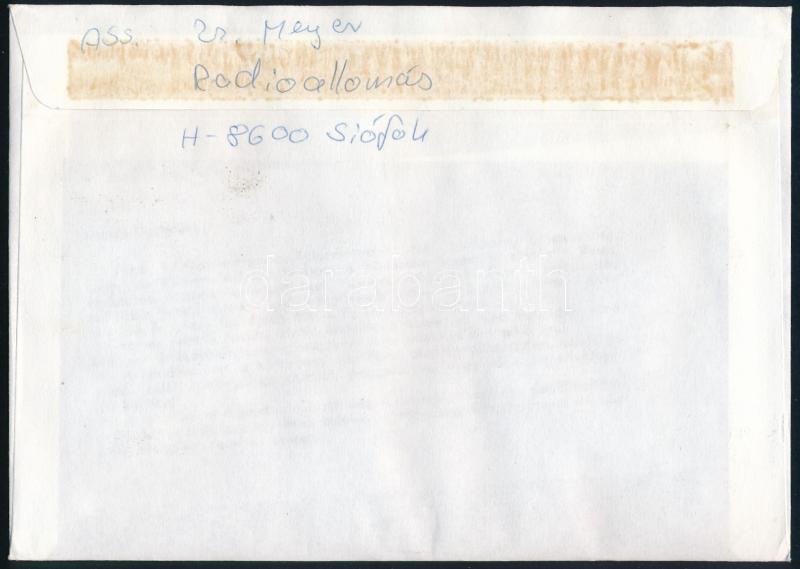 Ass. Zs. Meyer
Radioallomás
H-8600 Siófok
darabanth